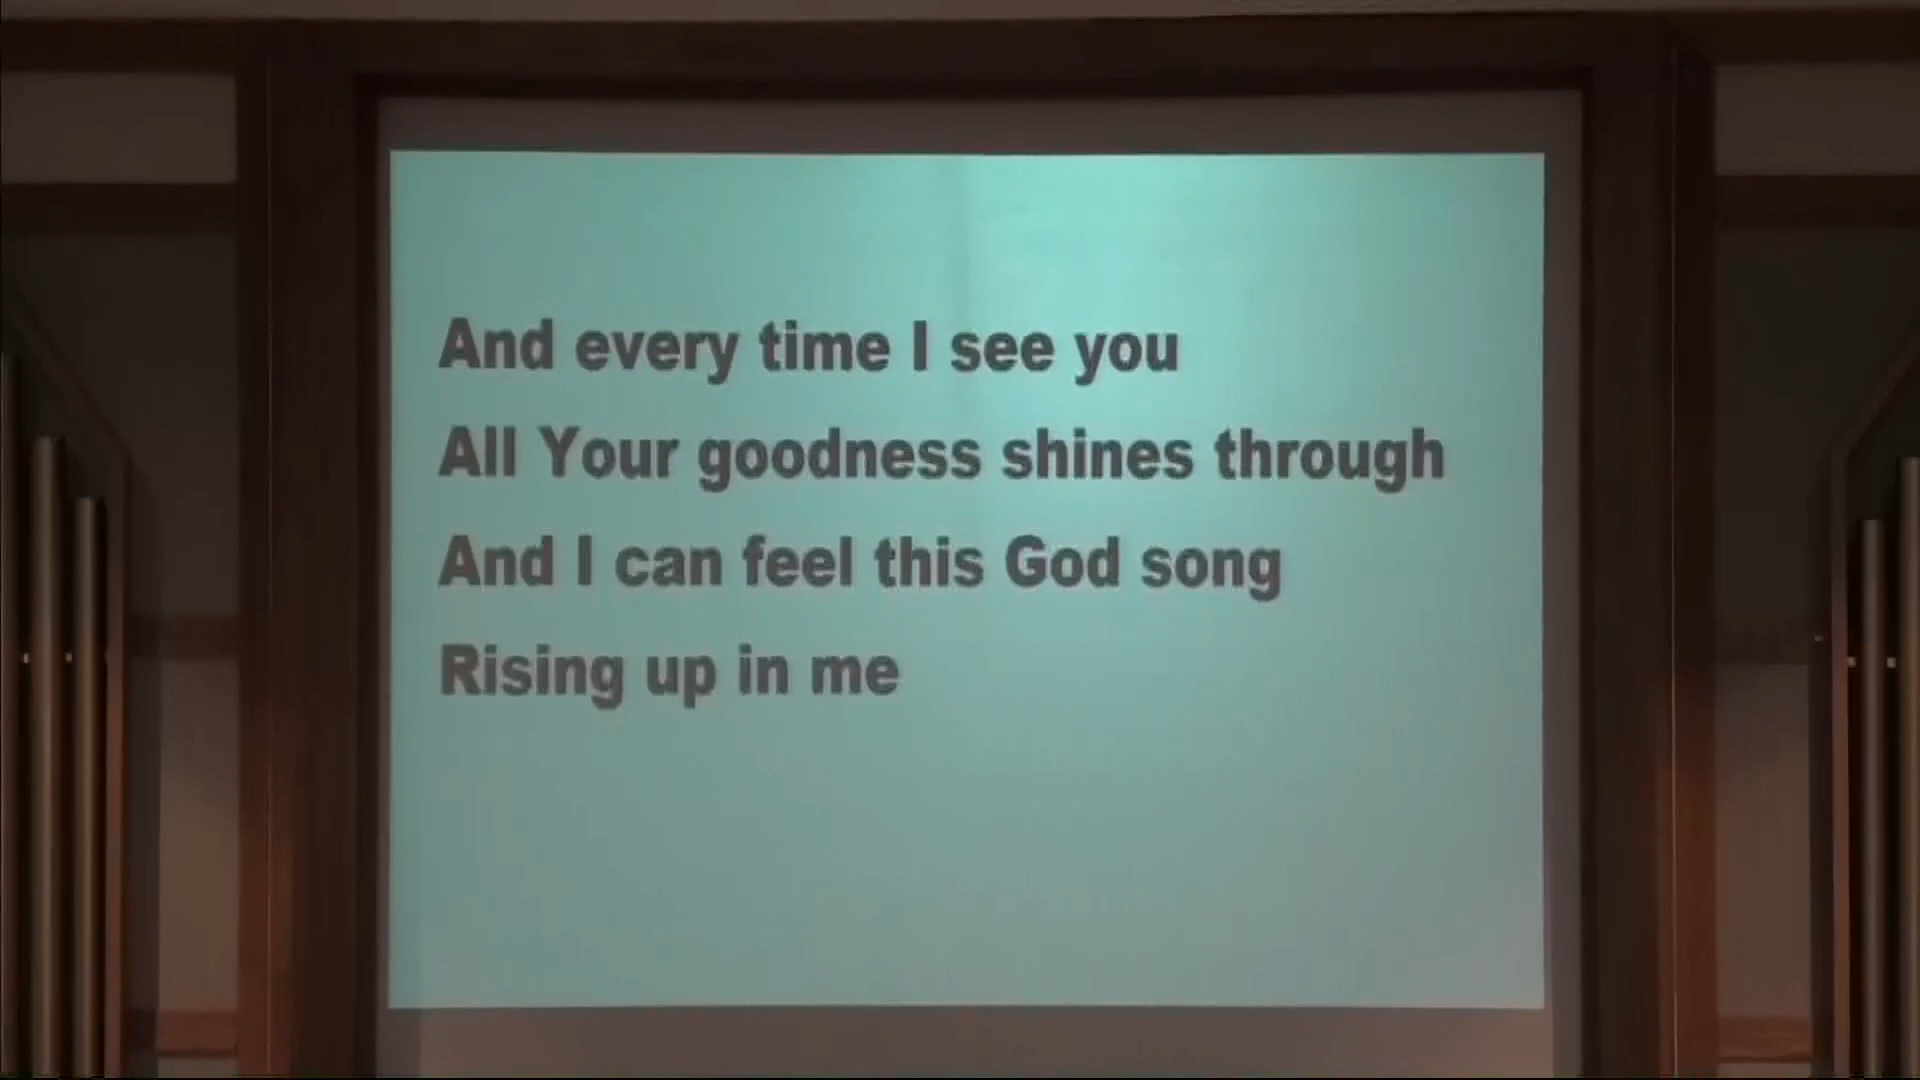 And every time I see you
All Your goodness shines through
And I can feel this God song
Rising up in me